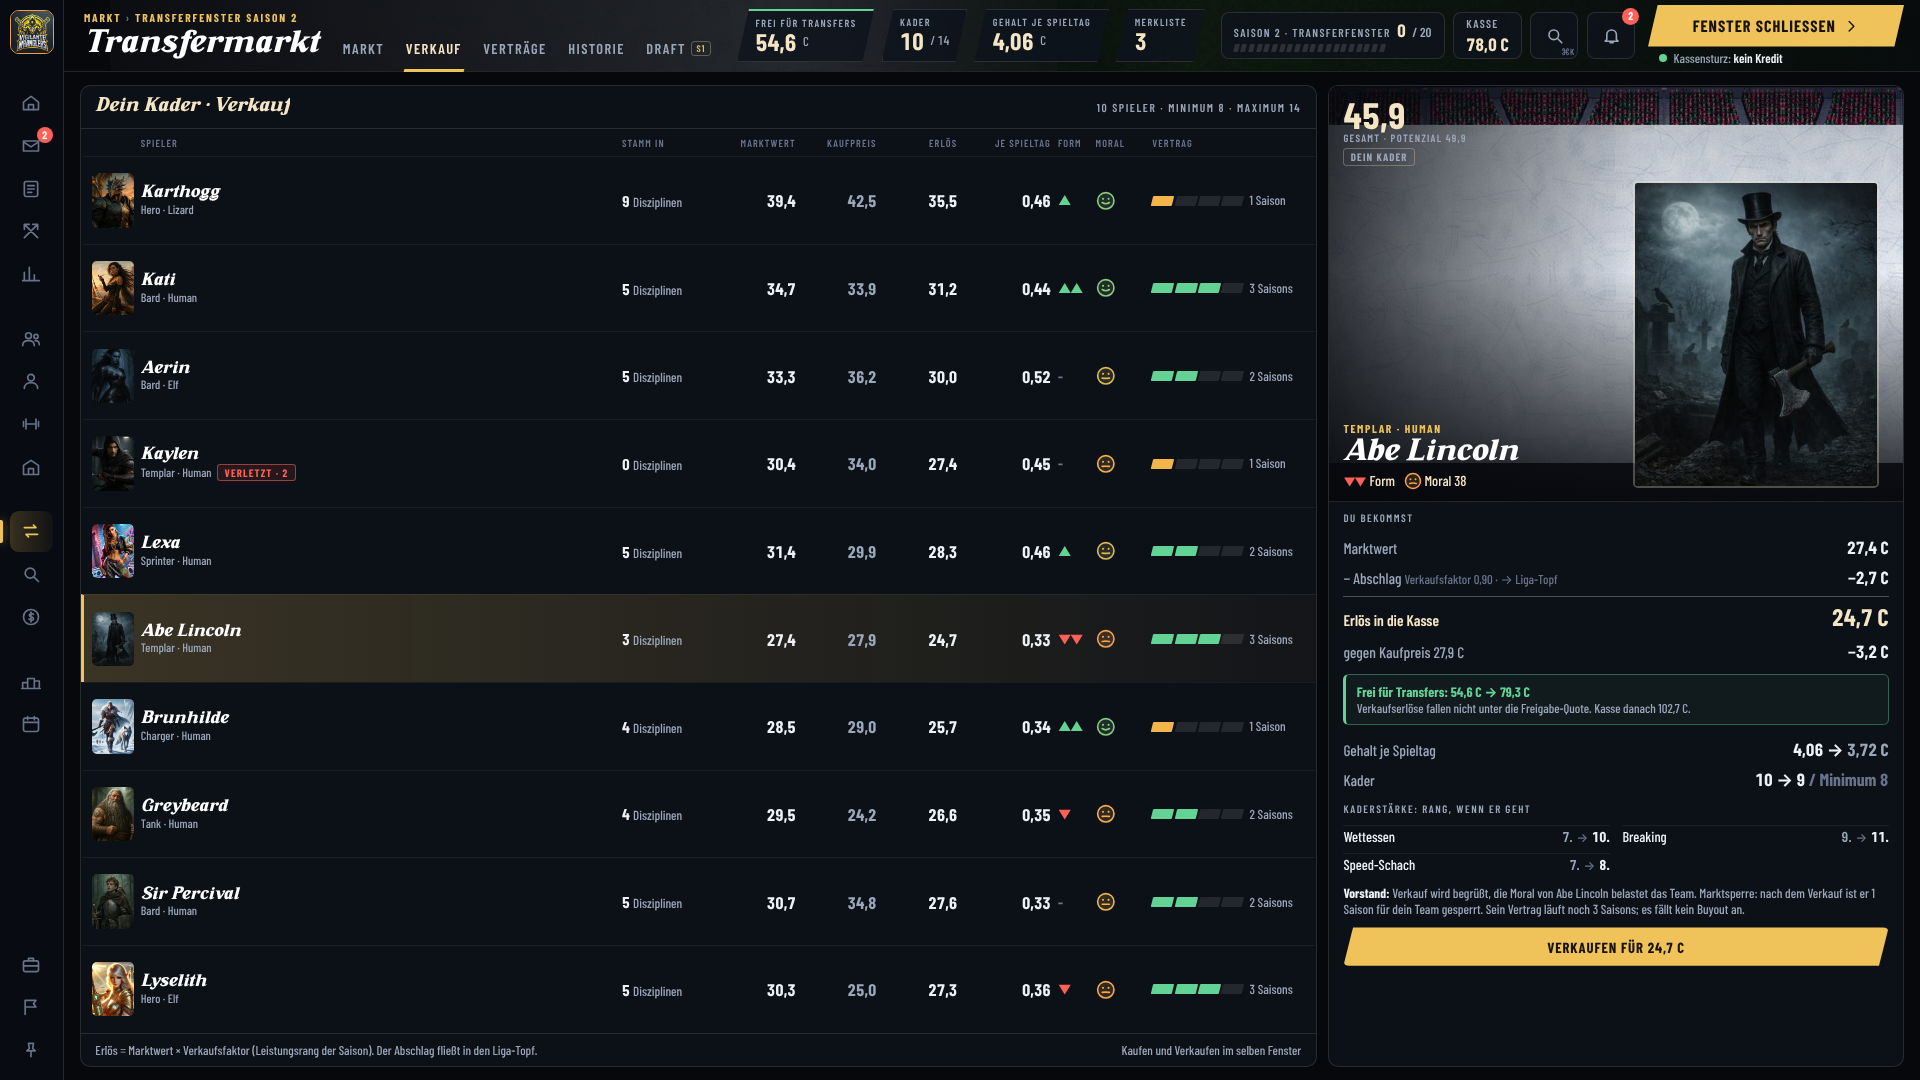 MARKT › TRANSFERFENSTER SAISON 2
Transfermarkt
MARKT
VERKAUF
VERTRÄGE
HISTORIE
DRAFT S1
FREI FÜR TRANSFERS
54,6 C
KADER
10 / 14
GEHALT JE SPIELTAG
4,06 C
MERKLISTE
3
SAISON 2 · TRANSFERFENSTER 0 / 20
KASSE
78,0 C
⌘K
2
FENSTER SCHLIESSEN
Kassensturz: kein Kredit
2
Dein Kader · Verkauf
10 SPIELER · MINIMUM 8 · MAXIMUM 14
SPIELER STAMM IN MARKTWERT KAUFPREIS ERLÖS JE SPIELTAG FORM MORAL VERTRAG
Karthogg
Hero · Lizard
9 Disziplinen 39,4 42,5 35,5 0,46 1 Saison
Kati
Bard · Human
5 Disziplinen 34,7 33,9 31,2 0,44 3 Saisons
Aerin
Bard · Elf
5 Disziplinen 33,3 36,2 30,0 0,52 - 2 Saisons
Kaylen
Templar · Human VERLETZT · 2
0 Disziplinen 30,4 34,0 27,4 0,45 - 1 Saison
Lexa
Sprinter · Human
5 Disziplinen 31,4 29,9 28,3 0,46 2 Saisons
Abe Lincoln
Templar · Human
3 Disziplinen 27,4 27,9 24,7 0,33 3 Saisons
Brunhilde
Charger · Human
4 Disziplinen 28,5 29,0 25,7 0,34 1 Saison
Greybeard
Tank · Human
4 Disziplinen 29,5 24,2 26,6 0,35 2 Saisons
Sir Percival
Bard · Human
5 Disziplinen 30,7 34,8 27,6 0,33 - 2 Saisons
Lyselith
Hero · Elf
5 Disziplinen 30,3 25,0 27,3 0,36 3 Saisons
Erlös = Marktwert × Verkaufsfaktor (Leistungsrang der Saison). Der Abschlag fließt in den Liga-Topf.
Kaufen und Verkaufen im selben Fenster
45,9
GESAMT · POTENZIAL 49,9
DEIN KADER
TEMPLAR · HUMAN
Abe Lincoln
Form Moral 38
DU BEKOMMST
Marktwert 27,4 C
− Abschlag Verkaufsfaktor 0,90 · → Liga-Topf −2,7 C
Erlös in die Kasse 24,7 C
gegen Kaufpreis 27,9 C −3,2 C
Frei für Transfers: 54,6 C → 79,3 C
Verkaufserlöse fallen nicht unter die Freigabe-Quote. Kasse danach 102,7 C.
Gehalt je Spieltag 4,06 → 3,72 C
Kader 10 → 9 / Minimum 8
KADERSTÄRKE: RANG, WENN ER GEHT
Wettessen 7. → 10.
Breaking 9. → 11.
Speed-Schach 7. → 8.
Vorstand: Verkauf wird begrüßt, die Moral von Abe Lincoln belastet das Team. Marktsperre: nach dem Verkauf ist er 1
Saison für dein Team gesperrt. Sein Vertrag läuft noch 3 Saisons; es fällt kein Buyout an.
VERKAUFEN FÜR 24,7 C